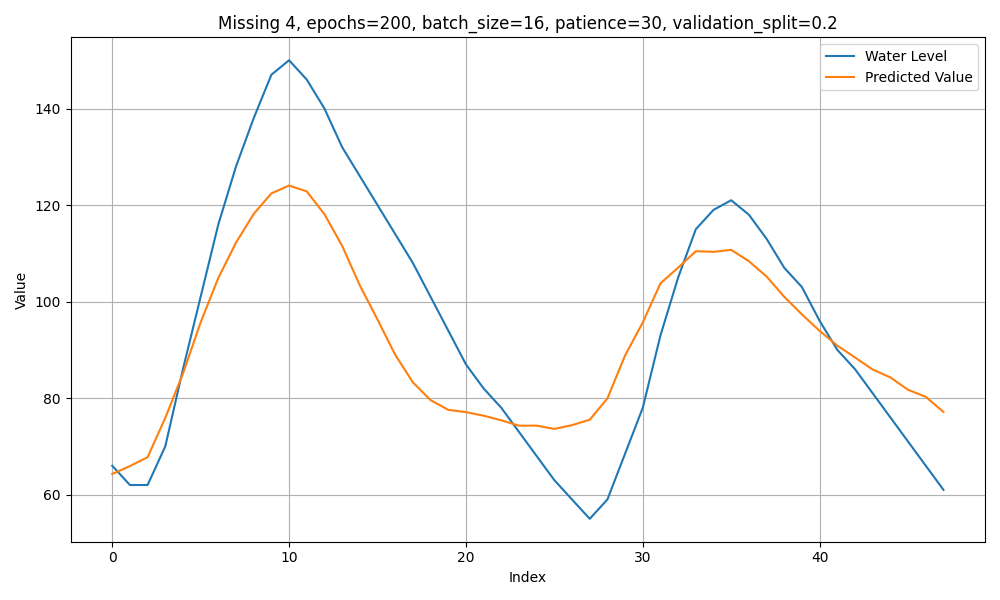 Missing 4, epochs=200, batch_size=16, patience=30, validation_split=0.2
Water Level
Predicted Value
Value
140
120
100
80
60
0 10 20 30 40
Index